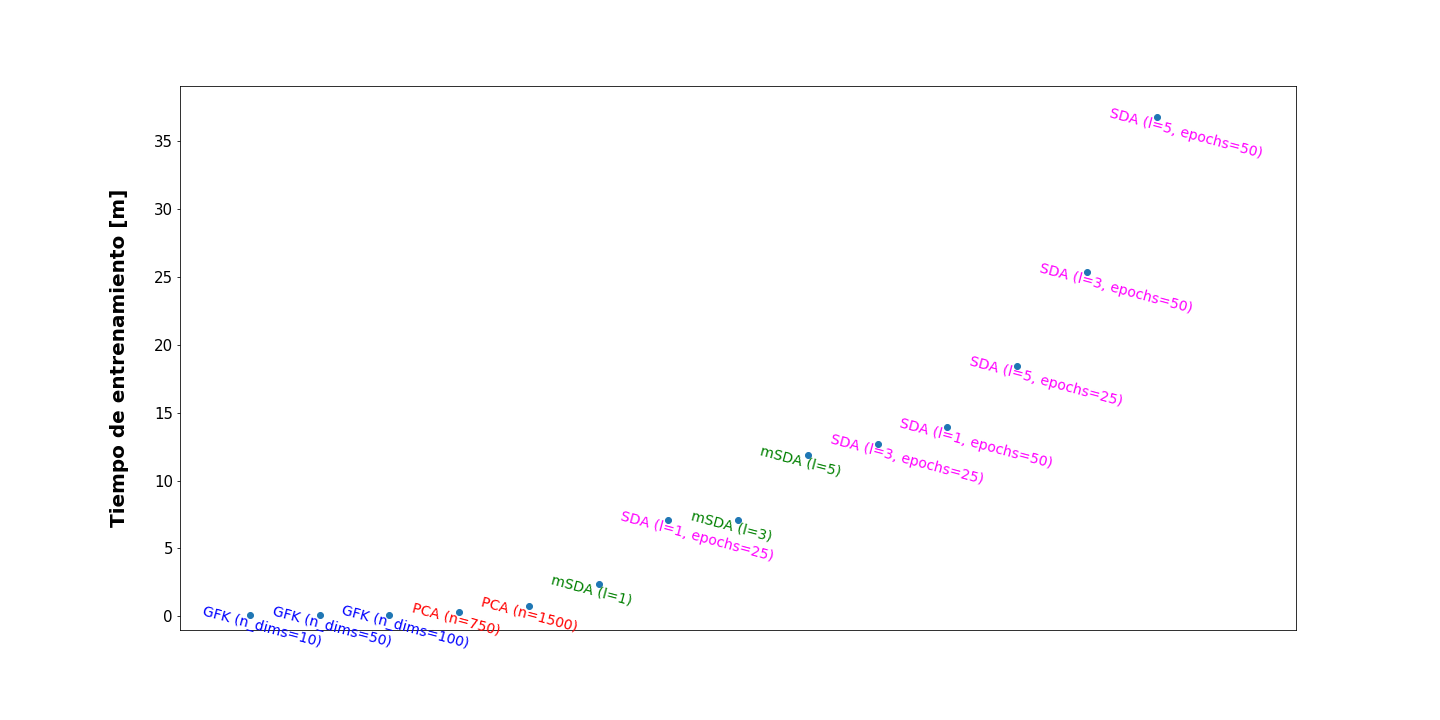 Tiempo de entrenamiento [m]
35
30
25
20
15
10
5
0
SDA (l=5, epochs=50)
SDA (l=3, epochs=50)
SDA (l=5, epochs=25)
SDA (l=1, epochs=50)
SDA (l=3, epochs=25)
mSDA (l=5)
SDA (l=1, epochs=25)
mSDA (l=3)
mSDA (l=1)
GFK (n_dims=10)
GFK (n_dims=50)
GFK (n_dims=100)
PCA (n=750)
PCA (n=1500)